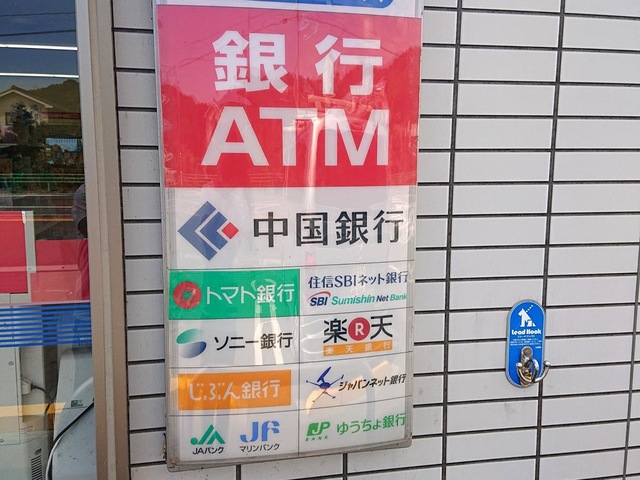 銀行
ATM
中国銀行
トマト銀行
住信SBIネット銀行
SBI Sumishin Net Bank
ソニー銀行
楽R天
楽天銀行
じぶん銀行
ジャパンネット銀行
JA
JAバンク
JF
マリンバンク
JP
BANK
ゆうちょ銀行
Lead Hook